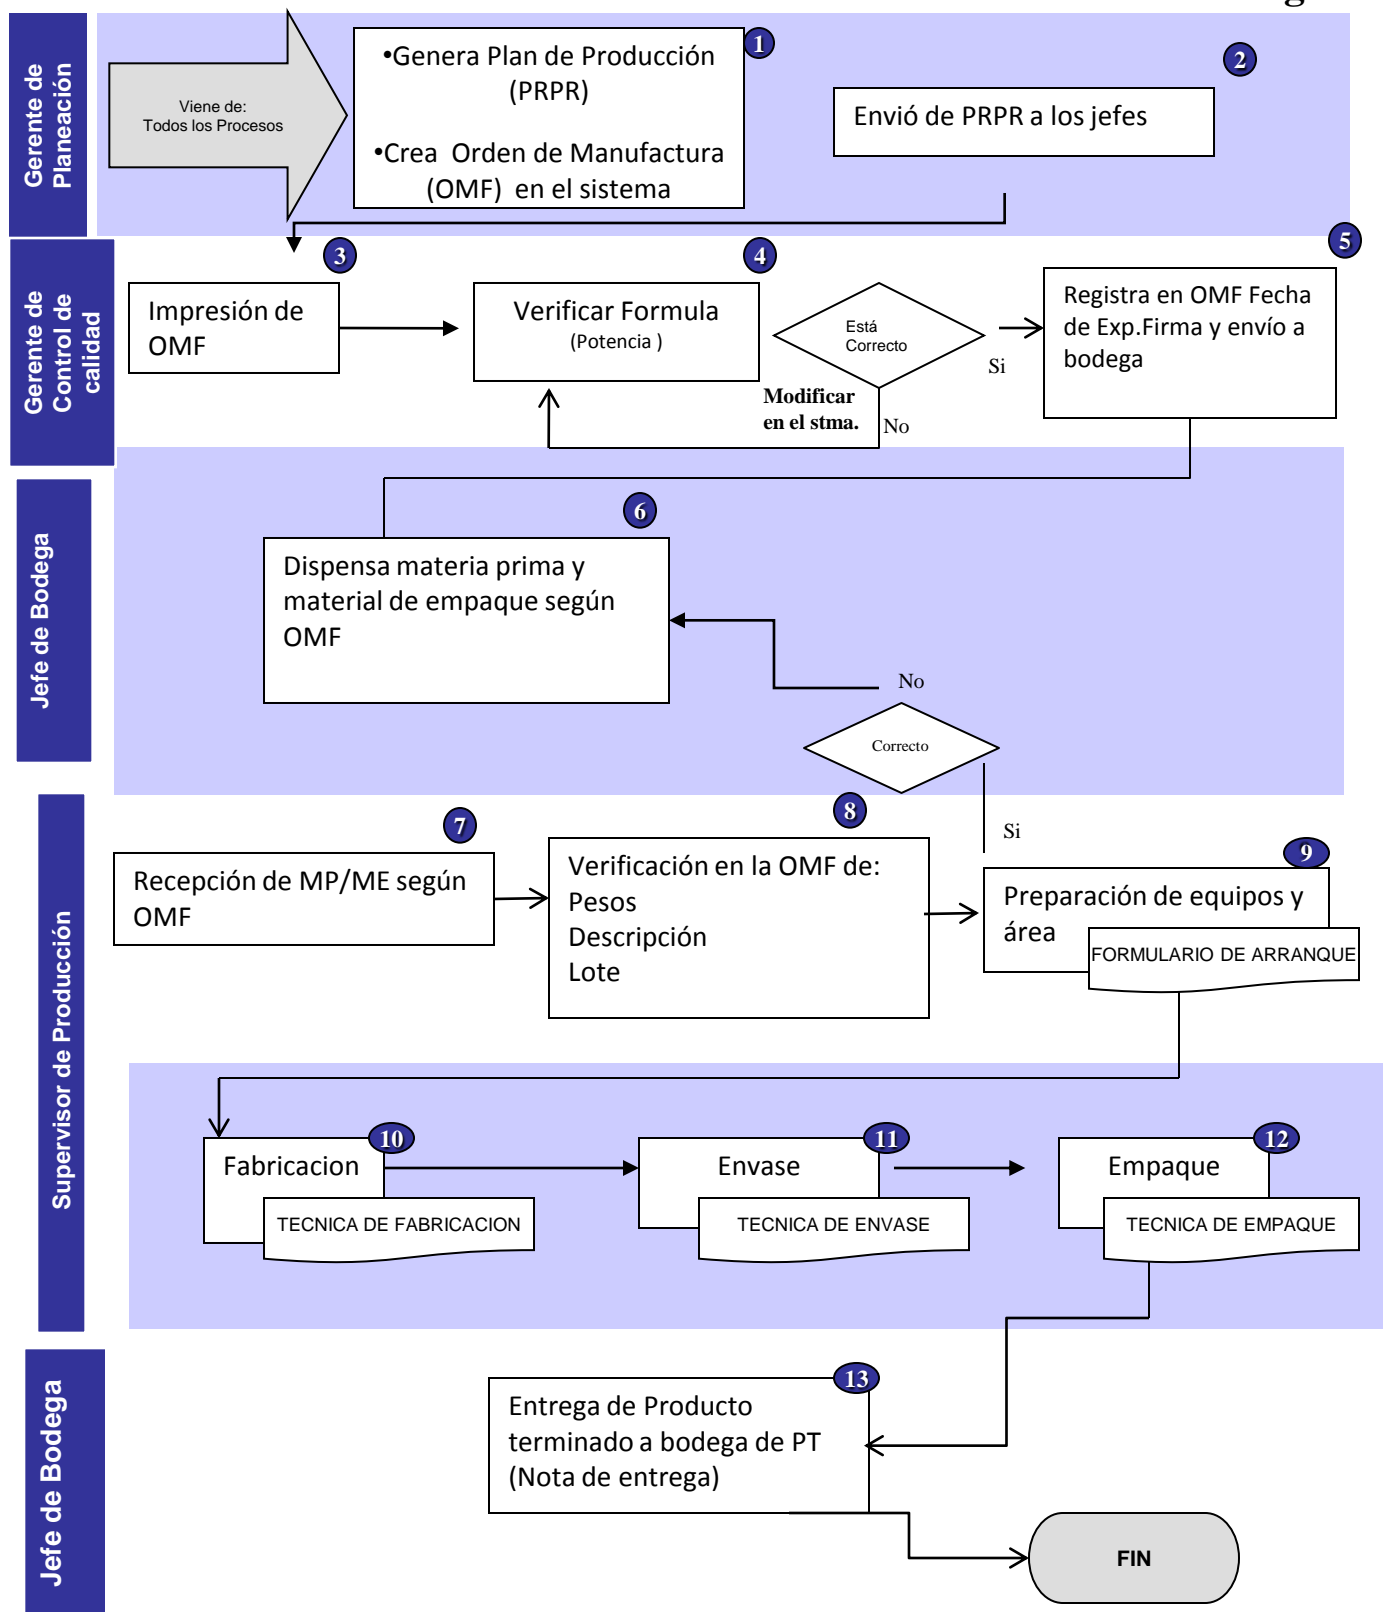 Gerente de
Planeación
Viene de:
Todos los Procesos
1
•Genera Plan de Producción
(PRPR)
•Crea Orden de Manufactura
(OMF) en el sistema
2
Envió de PRPR a los jefes
Gerente de
Control de
calidad
3
Impresión de
OMF
4
Verificar Formula
(Potencia )
Está
Correcto
Si
Modificar
en el stma.
No
5
Registra en OMF Fecha
de Exp.Firma y envío a
bodega
Jefe de Bodega
6
Dispensa materia prima y
material de empaque según
OMF
No
Correcto
Si
Supervisor de Producción
7
Recepción de MP/ME según
OMF
8
Verificación en la OMF de:
Pesos
Descripción
Lote
9
Preparación de equipos y
área
FORMULARIO DE ARRANQUE
10
Fabricacion
TECNICA DE FABRICACION
11
Envase
TECNICA DE ENVASE
12
Empaque
TECNICA DE EMPAQUE
Jefe de Bodega
13
Entrega de Producto
terminado a bodega de PT
(Nota de entrega)
FIN